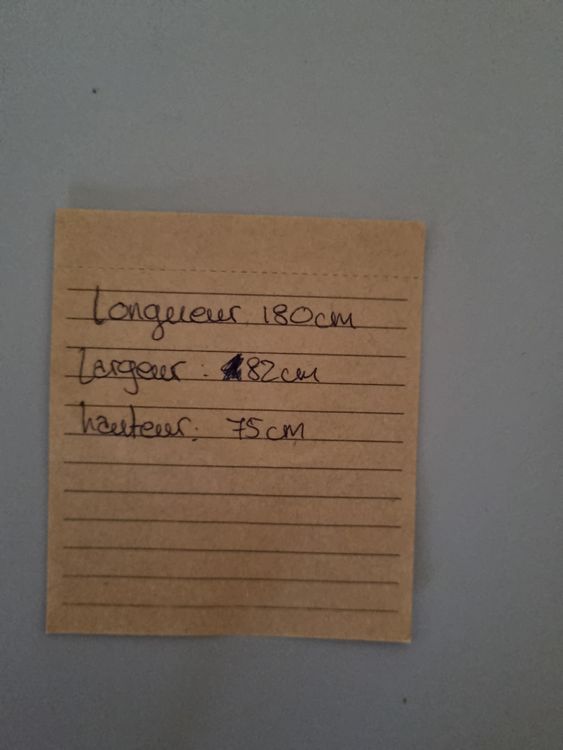 Longueur 180cm
Largeur : 82cm
hauteur: 75cm